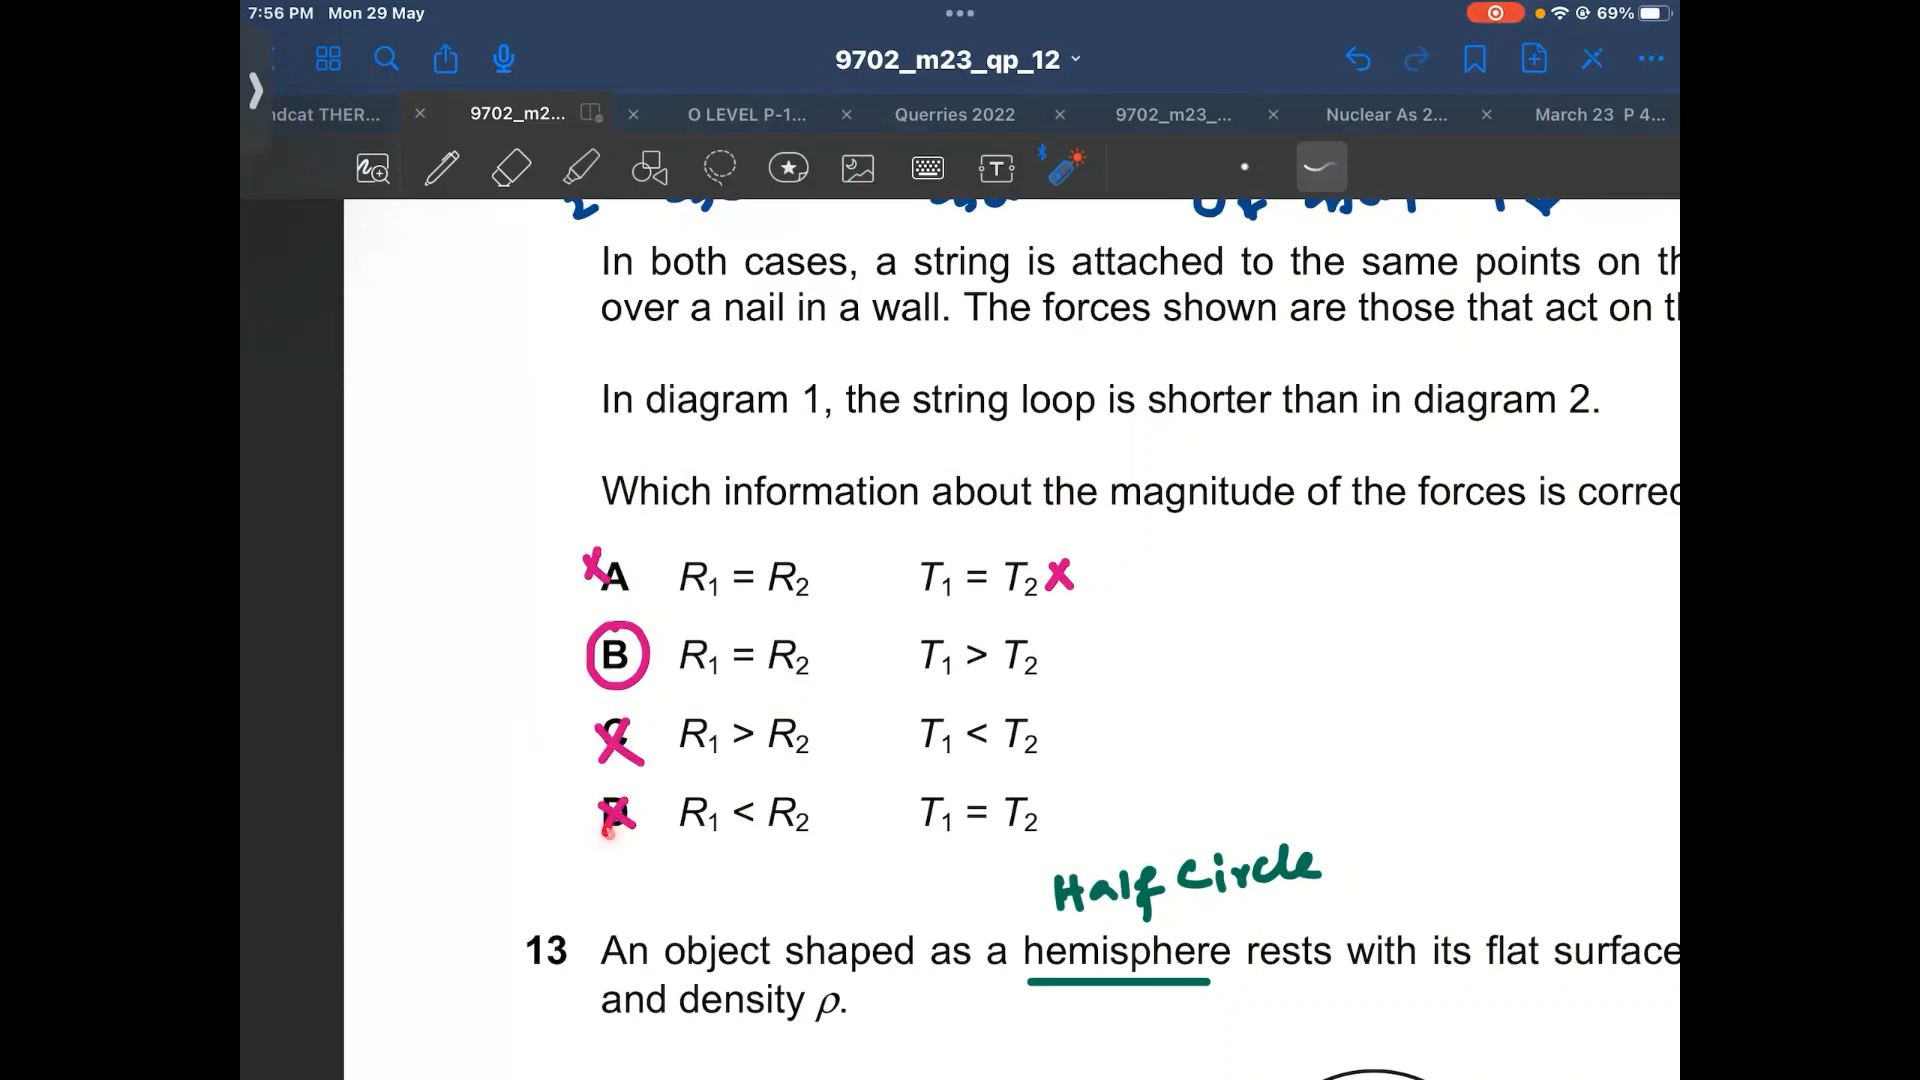 7:56 PM Mon 29 May
69%
9702_m23_qp_12
ndcat THER...
9702_m2...
O LEVEL P-1...
Querries 2022
9702_m23_...
Nuclear As 2...
March 23 P 4...
In both cases, a string is attached to the same points on
over a nail in a wall. The forces shown are those that act on
In diagram 1, the string loop is shorter than in diagram 2.
Which information about the magnitude of the forces is
A R₁ = R₂ T₁ = T₂ x
B R₁ = R₂ T₁ > T₂
C R₁ > R₂ T₁ < T₂
D R₁ < R₂ T₁ = T₂
Half Circle
13 An object shaped as a hemisphere rests with its flat surface
and density ρ.